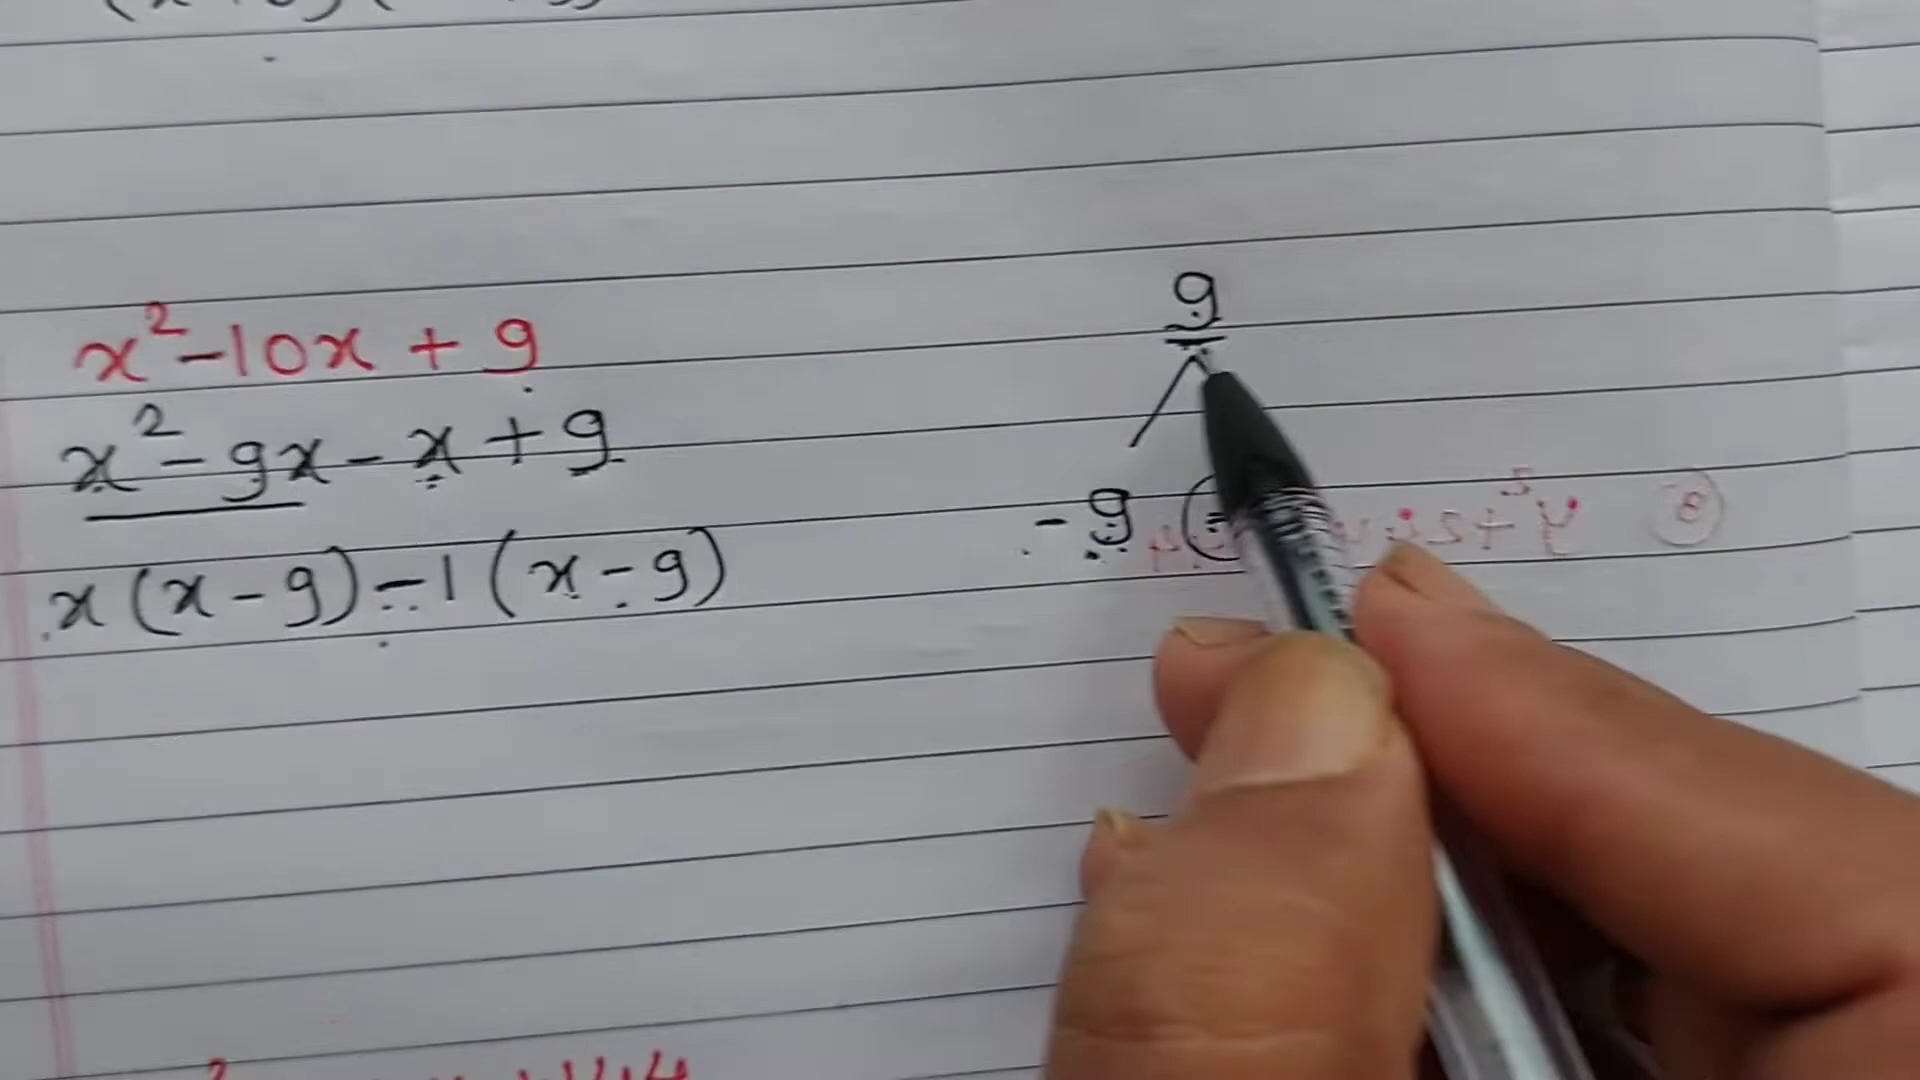 x² - 10x + 9
x² - 9x - x + 9
x(x - 9) - 1(x - 9)
9
- 9